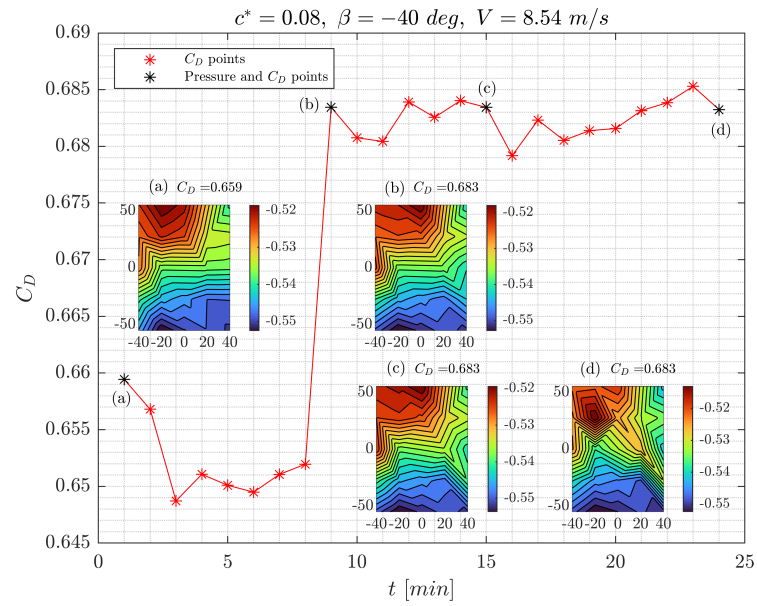 c* = 0.08, β = −40 deg, V = 8.54 m/s
0.69
0.685
0.68
0.675
0.67
0.665
0.66
0.655
0.65
0.645
C_D
C_D points
Pressure and C_D points
(a)
(b)
(c)
(d)
(a) C_D =0.659
50
0
-50
-40 -20 0 20 40
-0.52
-0.53
-0.54
-0.55
(b) C_D =0.683
50
0
-50
-40 -20 0 20 40
-0.52
-0.53
-0.54
-0.55
(c) C_D =0.683
50
0
-50
-40 -20 0 20 40
-0.52
-0.53
-0.54
-0.55
(d) C_D =0.683
50
0
-50
-40 -20 0 20 40
-0.52
-0.53
-0.54
-0.55
0 5 10 15 20 25
t [min]